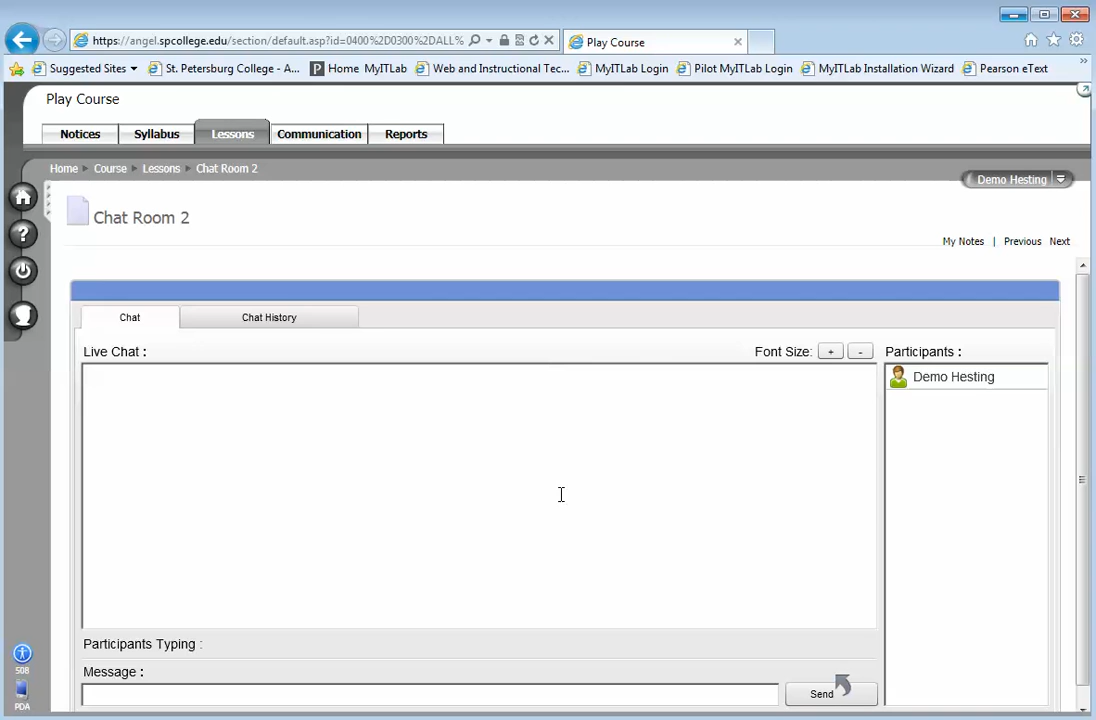 https://angel.spcollege.edu/section/default.asp?id=0400%2D0300%2DALL%
Play Course
Suggested Sites
St. Petersburg College - A...
Home MyITLab
Web and Instructional Tec...
MyITLab Login
Pilot MyITLab Login
MyITLab Installation Wizard
Pearson eText
Play Course
Notices
Syllabus
Lessons
Communication
Reports
Home
Course
Lessons
Chat Room 2
Demo Hesting
Chat Room 2
My Notes | Previous Next
Chat
Chat History
Live Chat :
Font Size: + -
Participants :
Demo Hesting
Participants Typing :
Message :
Send
508
PDA